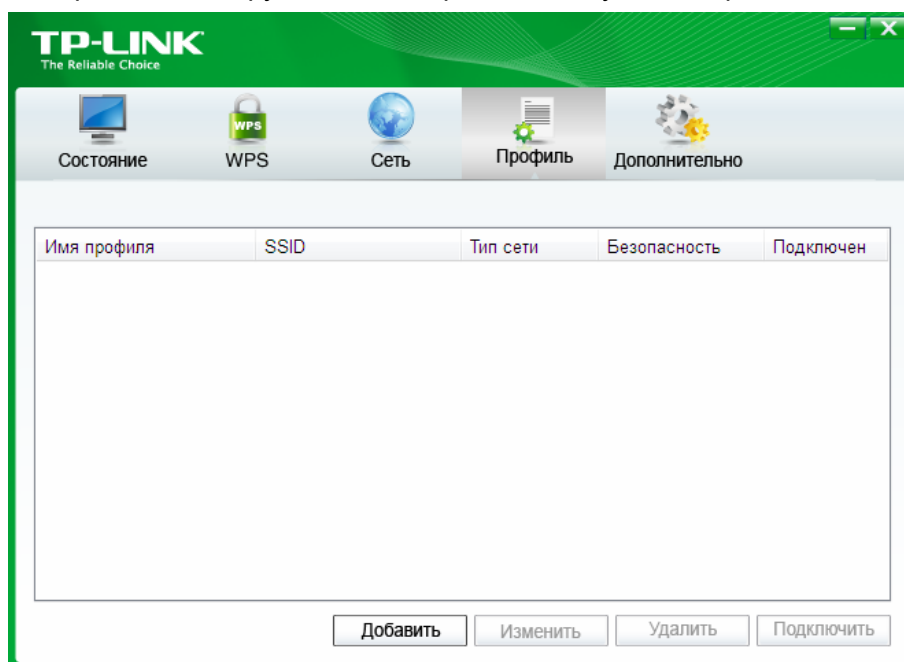 TP-LINK
The Reliable Choice
Состояние
WPS
WPS
Сеть
Профиль
Дополнительно
Имя профиля SSID Тип сети Безопасность Подключен
Добавить Изменить Удалить Подключить